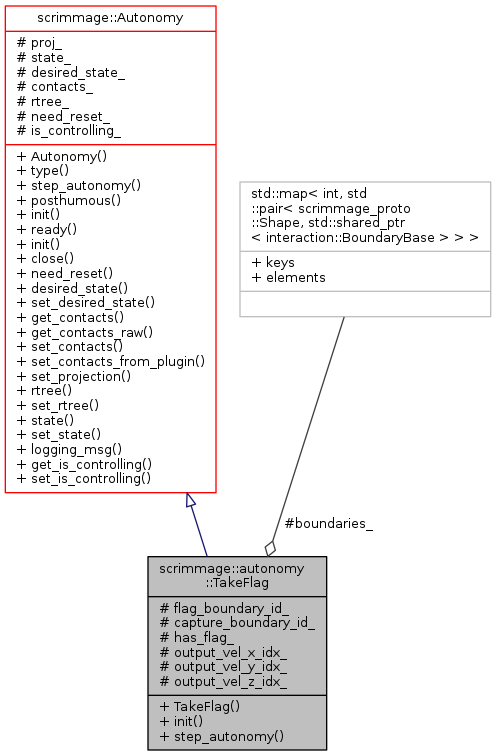 scrimmage::Autonomy
# proj_
# state_
# desired_state_
# contacts_
# rtree_
# need_reset_
# is_controlling_
+ Autonomy()
+ type()
+ step_autonomy()
+ posthumous()
+ init()
+ ready()
+ init()
+ close()
+ need_reset()
+ desired_state()
+ set_desired_state()
+ get_contacts()
+ get_contacts_raw()
+ set_contacts()
+ set_contacts_from_plugin()
+ set_projection()
+ rtree()
+ set_rtree()
+ state()
+ set_state()
+ logging_msg()
+ get_is_controlling()
+ set_is_controlling()
std::map< int, std
::pair< scrimmage_proto
::Shape, std::shared_ptr
< interaction::BoundaryBase > > >
+ keys
+ elements
#boundaries_
scrimmage::autonomy
::TakeFlag
# flag_boundary_id_
# capture_boundary_id_
# has_flag_
# output_vel_x_idx_
# output_vel_y_idx_
# output_vel_z_idx_
+ TakeFlag()
+ init()
+ step_autonomy()